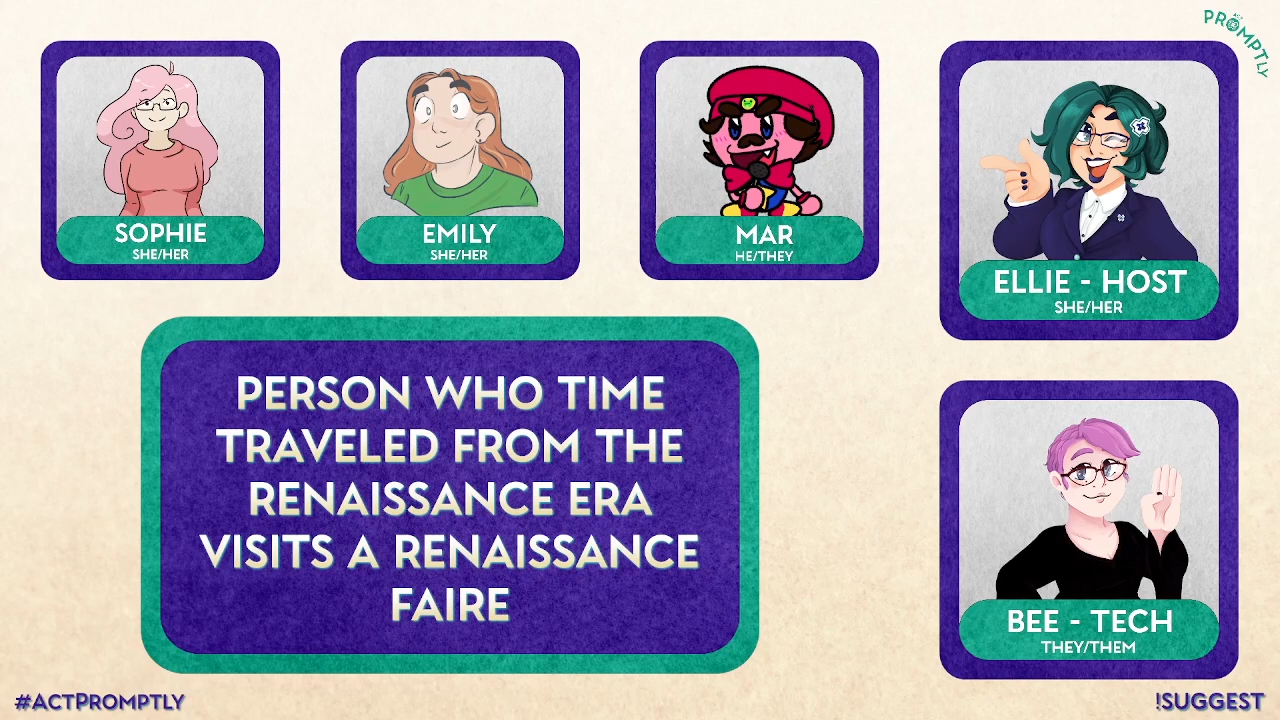 ACT
PROMPTLY
SOPHIE
SHE/HER
EMILY
SHE/HER
MAR
HE/THEY
ELLIE - HOST
SHE/HER
PERSON WHO TIME
TRAVELED FROM THE
RENAISSANCE ERA
VISITS A RENAISSANCE
FAIRE
BEE - TECH
THEY/THEM
#ACTPROMPTLY
!SUGGEST